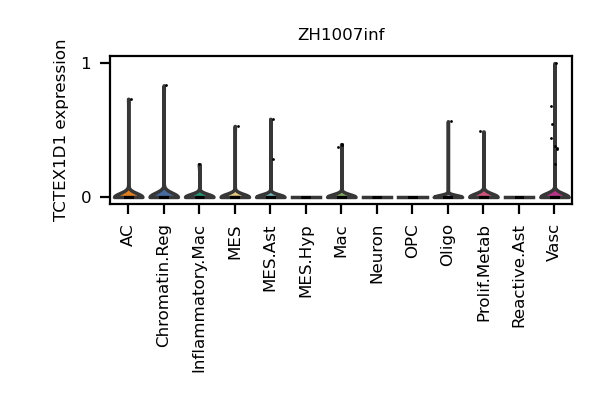 ZH1007inf
TCTEX1D1 expression
1
0
AC
Chromatin.Reg
Inflammatory.Mac
MES
MES.Ast
MES.Hyp
Mac
Neuron
OPC
Oligo
Prolif.Metab
Reactive.Ast
Vasc